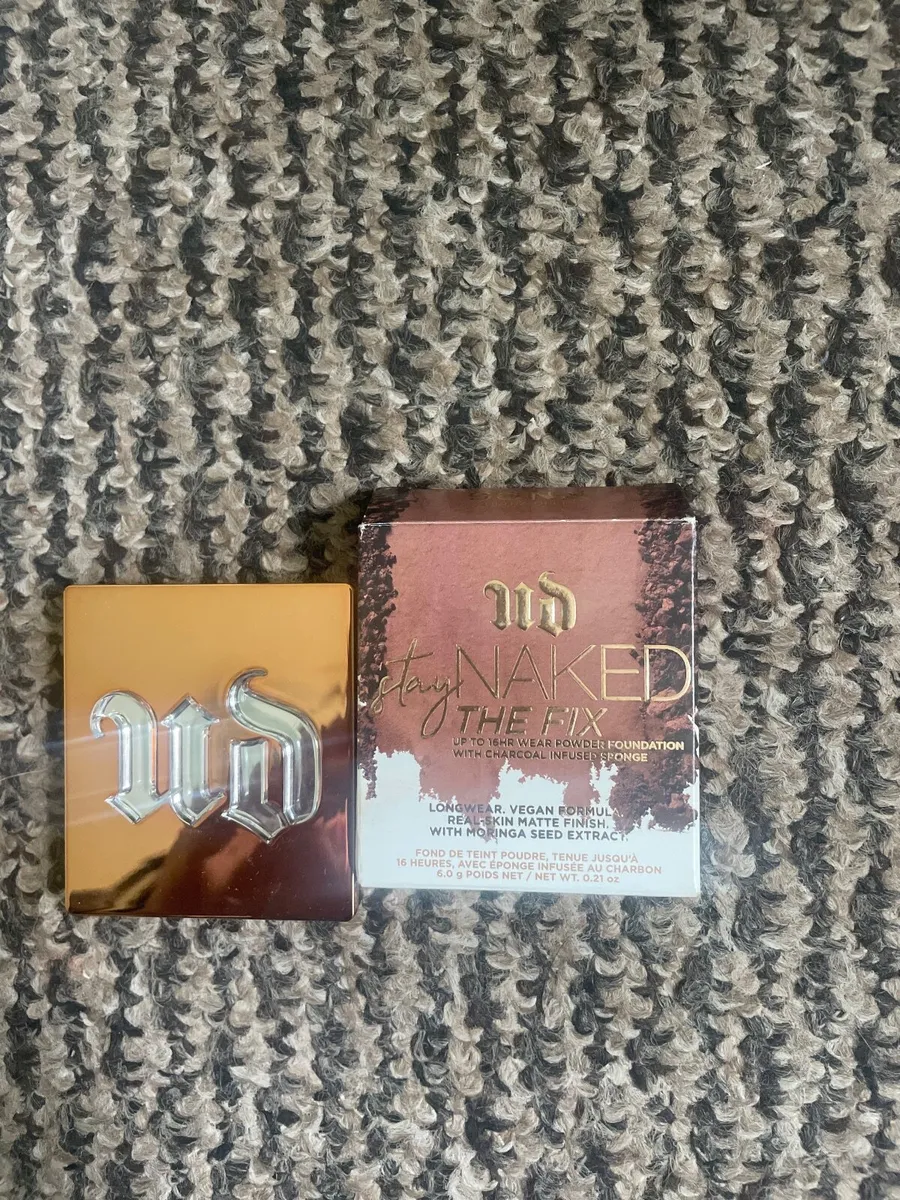 UD
UD
stay NAKED
THE FIX
UP TO 16HR WEAR POWDER FOUNDATION
WITH CHARCOAL INFUSED SPONGE
LONGWEAR. VEGAN FORMULA.
REAL-SKIN MATTE FINISH.
WITH MORINGA SEED EXTRACT.
FOND DE TEINT POUDRE, TENUE JUSQU'À
16 HEURES, AVEC ÉPONGE INFUSÉE AU CHARBON
6.0 g POIDS NET / NET WT. 0.21 oz